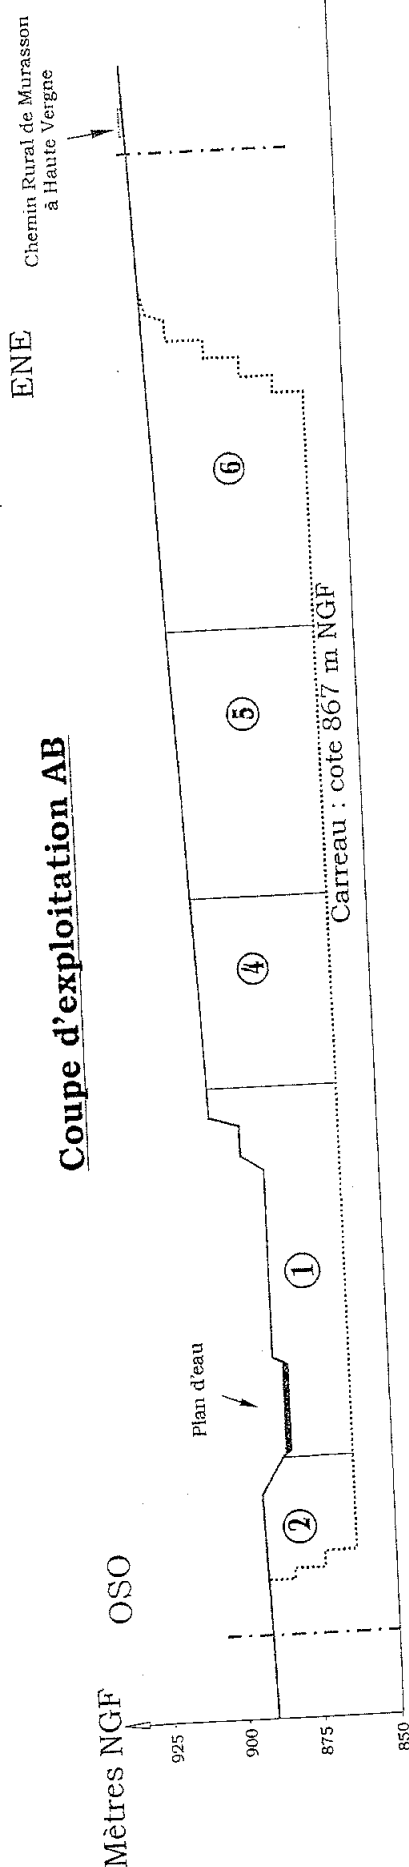 Coupe d'exploitation AB
Mètres NGF
OSO
ENE
Chemin Rural de Murasson
à Haute Vergne
Plan d'eau
925
900
875
850
2
1
4
5
6
Carreau : cote 867 m NGF